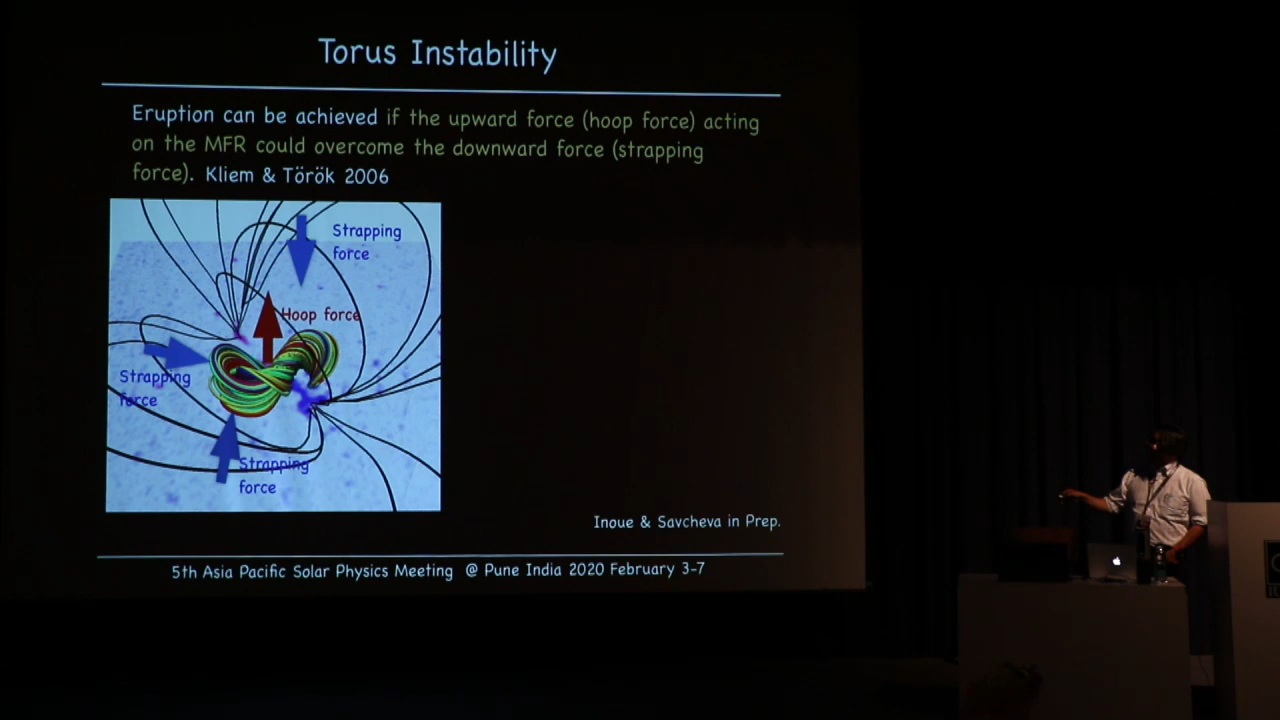 Torus Instability
Eruption can be achieved if the upward force (hoop force) acting
on the MFR could overcome the downward force (strapping
force). Kliem & Török 2006
Strapping
force
Hoop force
Strapping
force
Strapping
force
Inoue & Savcheva in Prep.
5th Asia Pacific Solar Physics Meeting @ Pune India 2020 February 3-7